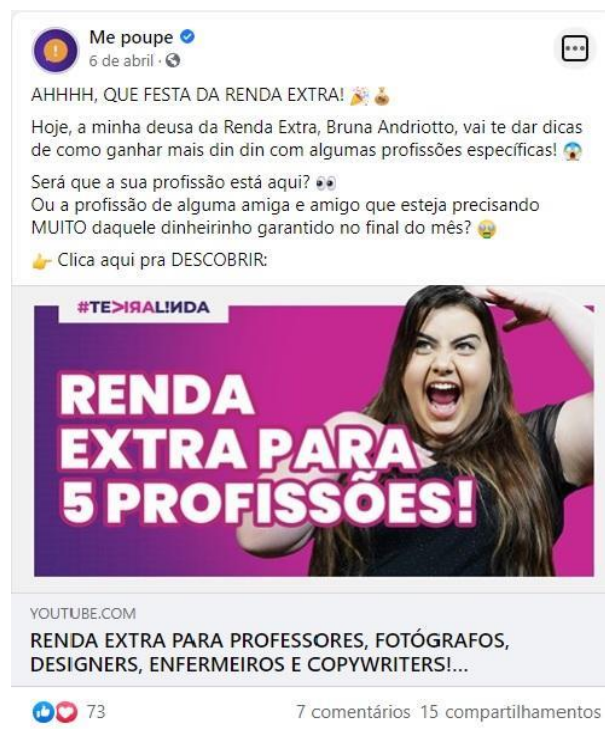 Me poupe
6 de abril ·
AHHHH, QUE FESTA DA RENDA EXTRA! 🎉💰
Hoje, a minha deusa da Renda Extra, Bruna Andriotto, vai te dar dicas
de como ganhar mais din din com algumas profissões específicas! 😱
Será que a sua profissão está aqui? 👀
Ou a profissão de alguma amiga e amigo que esteja precisando
MUITO daquele dinheirinho garantido no final do mês? 🤑
👉 Clica aqui pra DESCOBRIR:
#TEVIRALINDA
RENDA
EXTRA PARA
5 PROFISSÕES!
YOUTUBE.COM
RENDA EXTRA PARA PROFESSORES, FOTÓGRAFOS,
DESIGNERS, ENFERMEIROS E COPYWRITERS!...
73
7 comentários 15 compartilhamentos